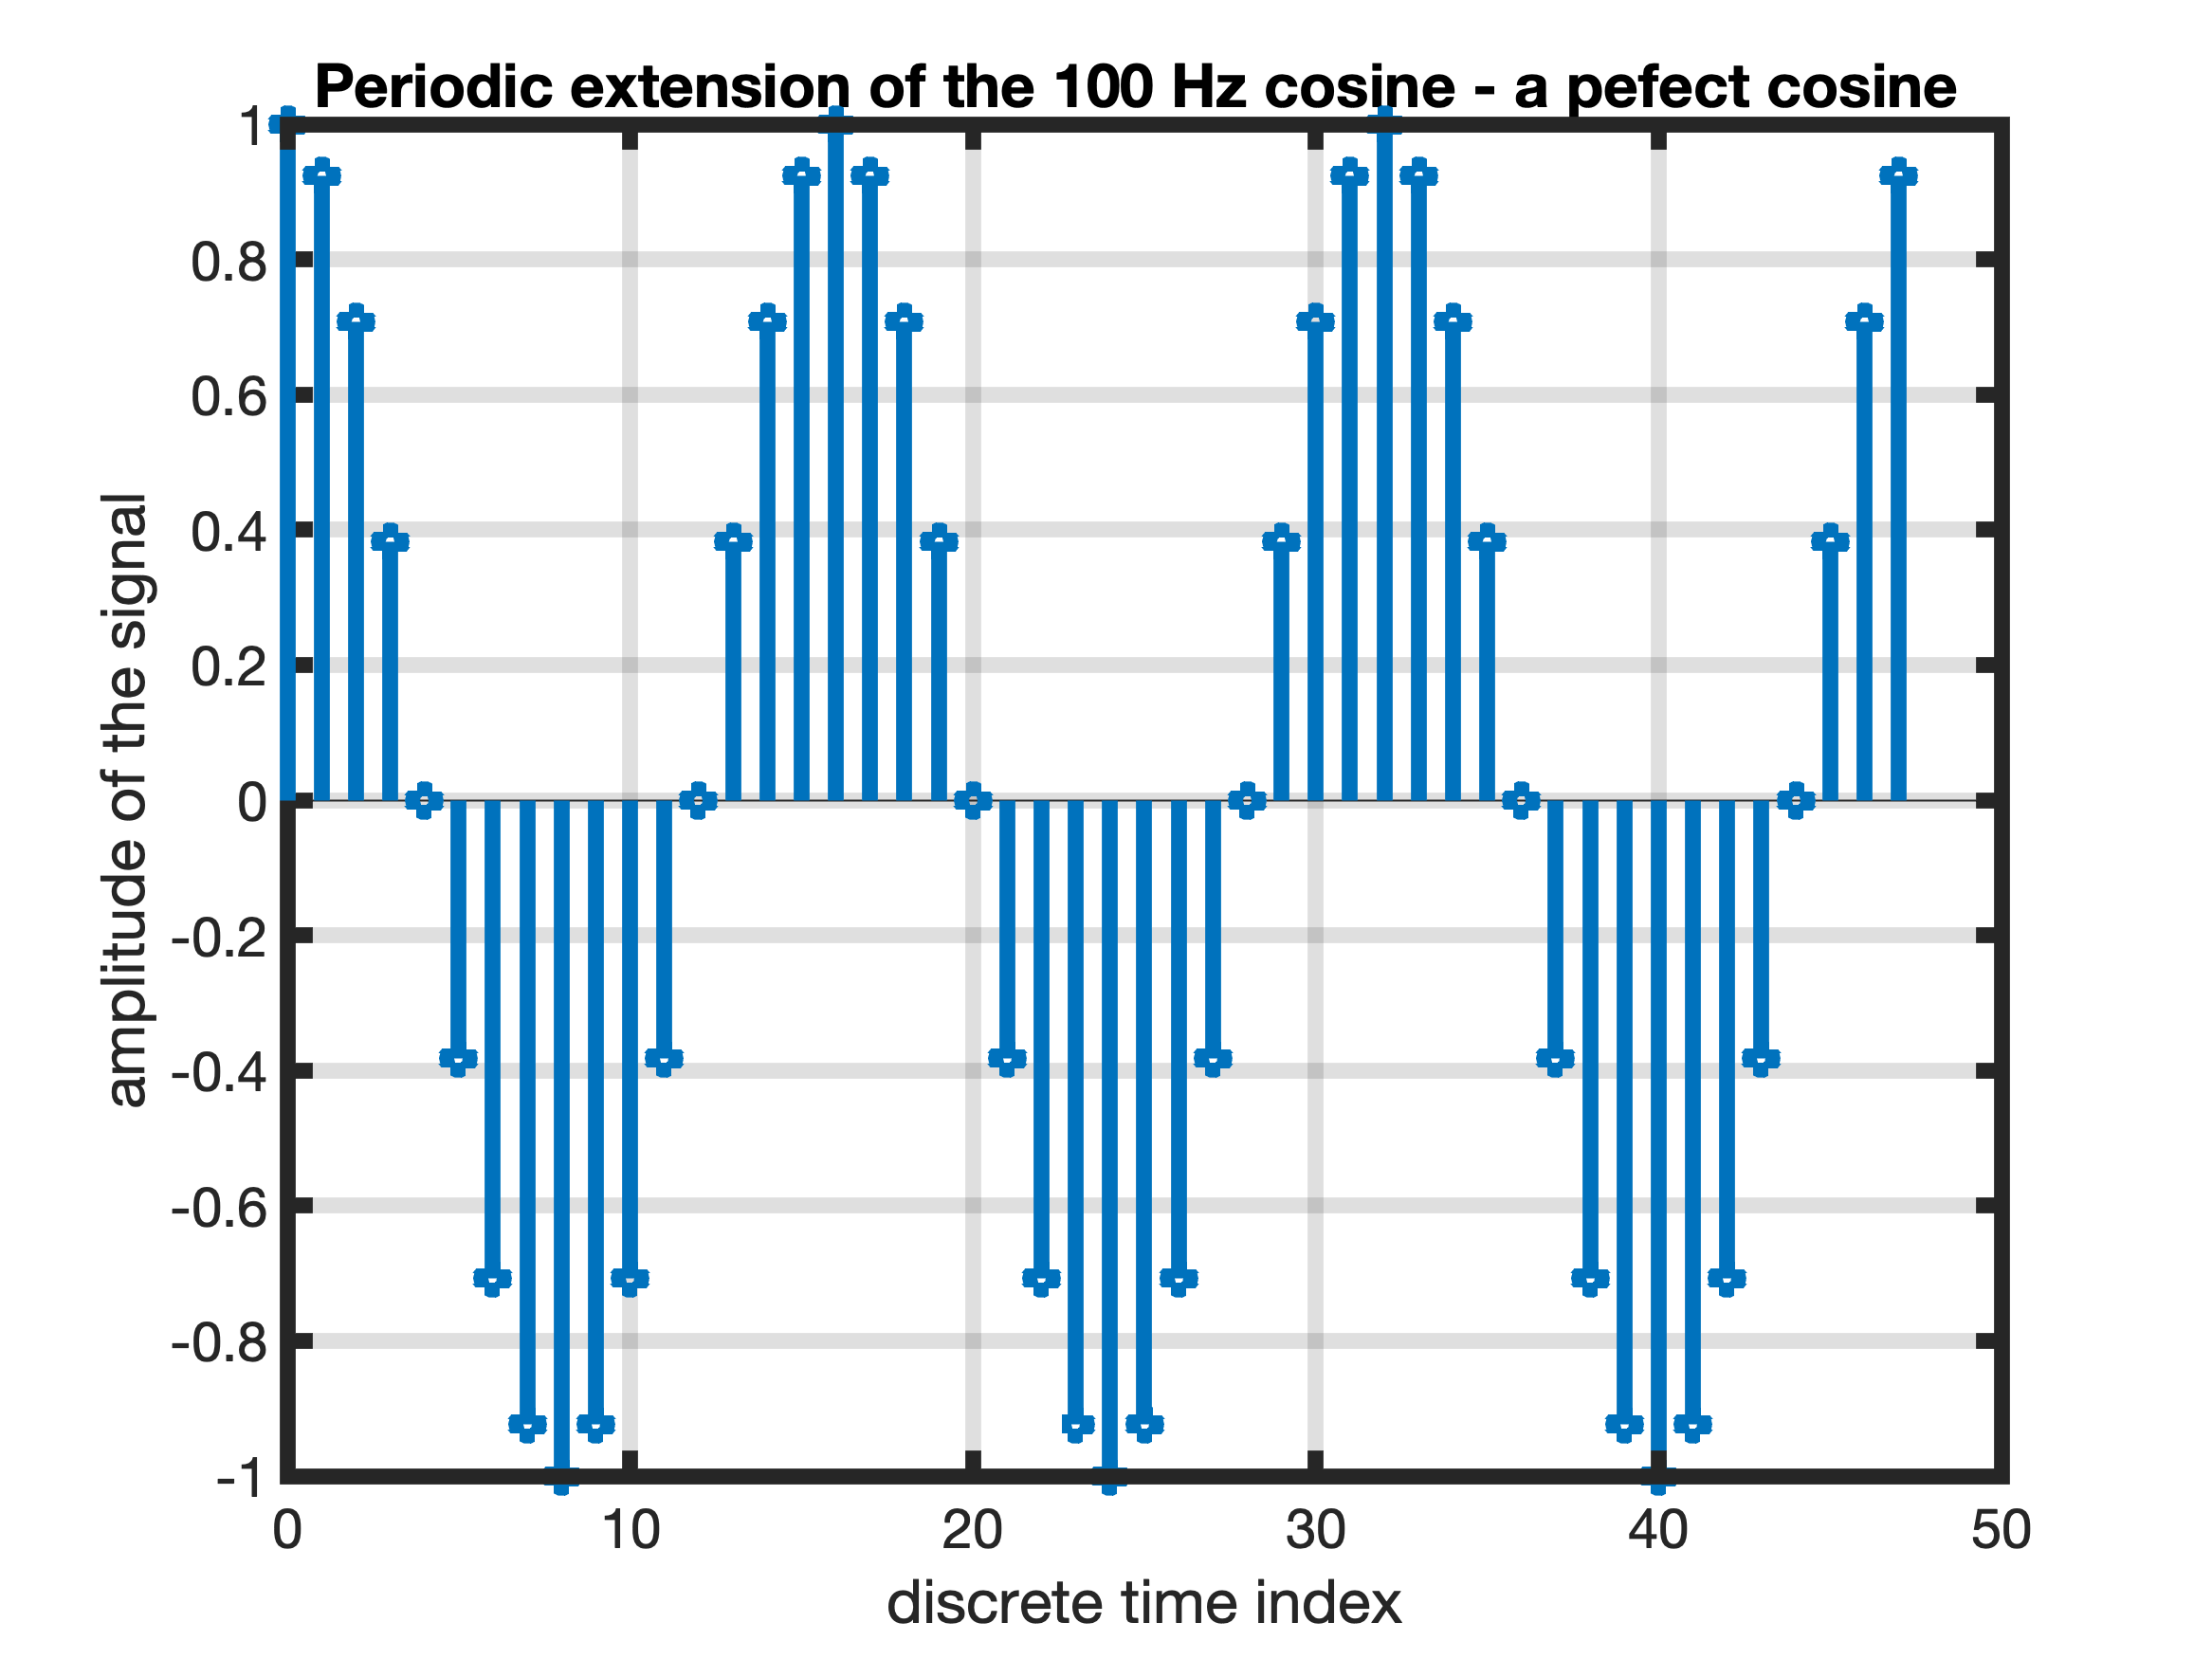 Periodic extension of the 100 Hz cosine - a pefect cosine
1
0.8
0.6
0.4
0.2
0
-0.2
-0.4
-0.6
-0.8
-1
amplitude of the signal
0 10 20 30 40 50
discrete time index